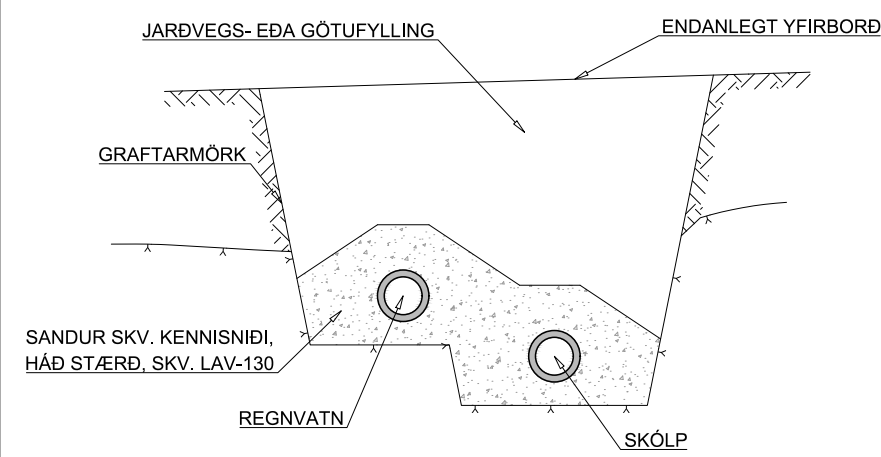 JARÐVEGS- EÐA GÖTUFYLLING
ENDANLEGT YFIRBORÐ
GRAFTARMÖRK
SANDUR SKV. KENNISNIÐI,
HÁÐ STÆRÐ, SKV. LAV-130
REGNVATN
SKÓLP